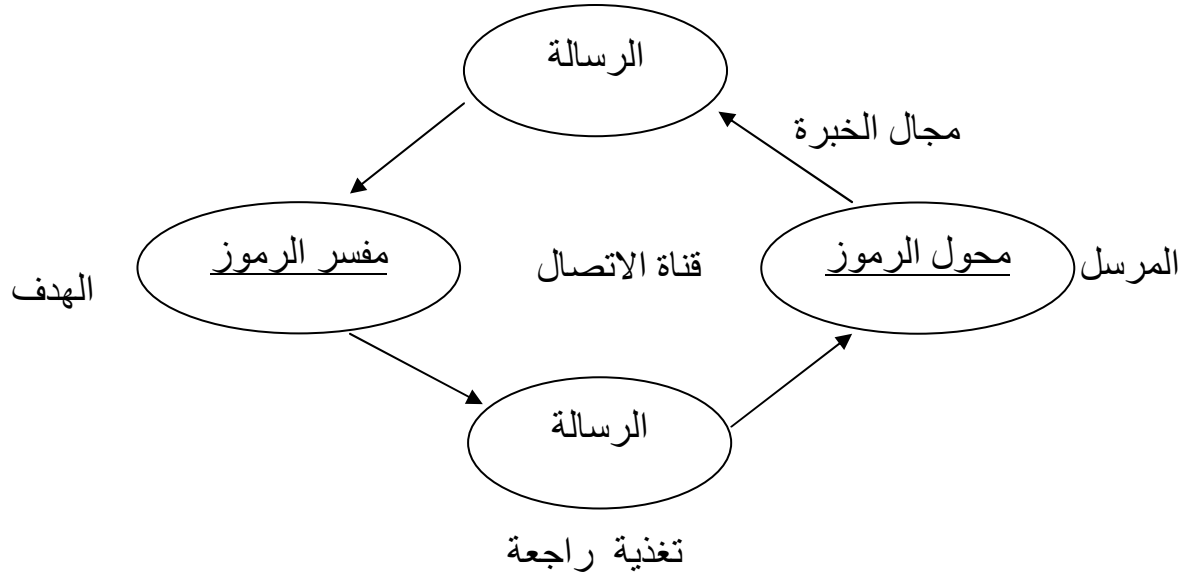 الرسالة
مجال الخبرة
المرسل
محول الرموز
قناة الاتصال
مفسر الرموز
الهدف
الرسالة
تغذية راجعة